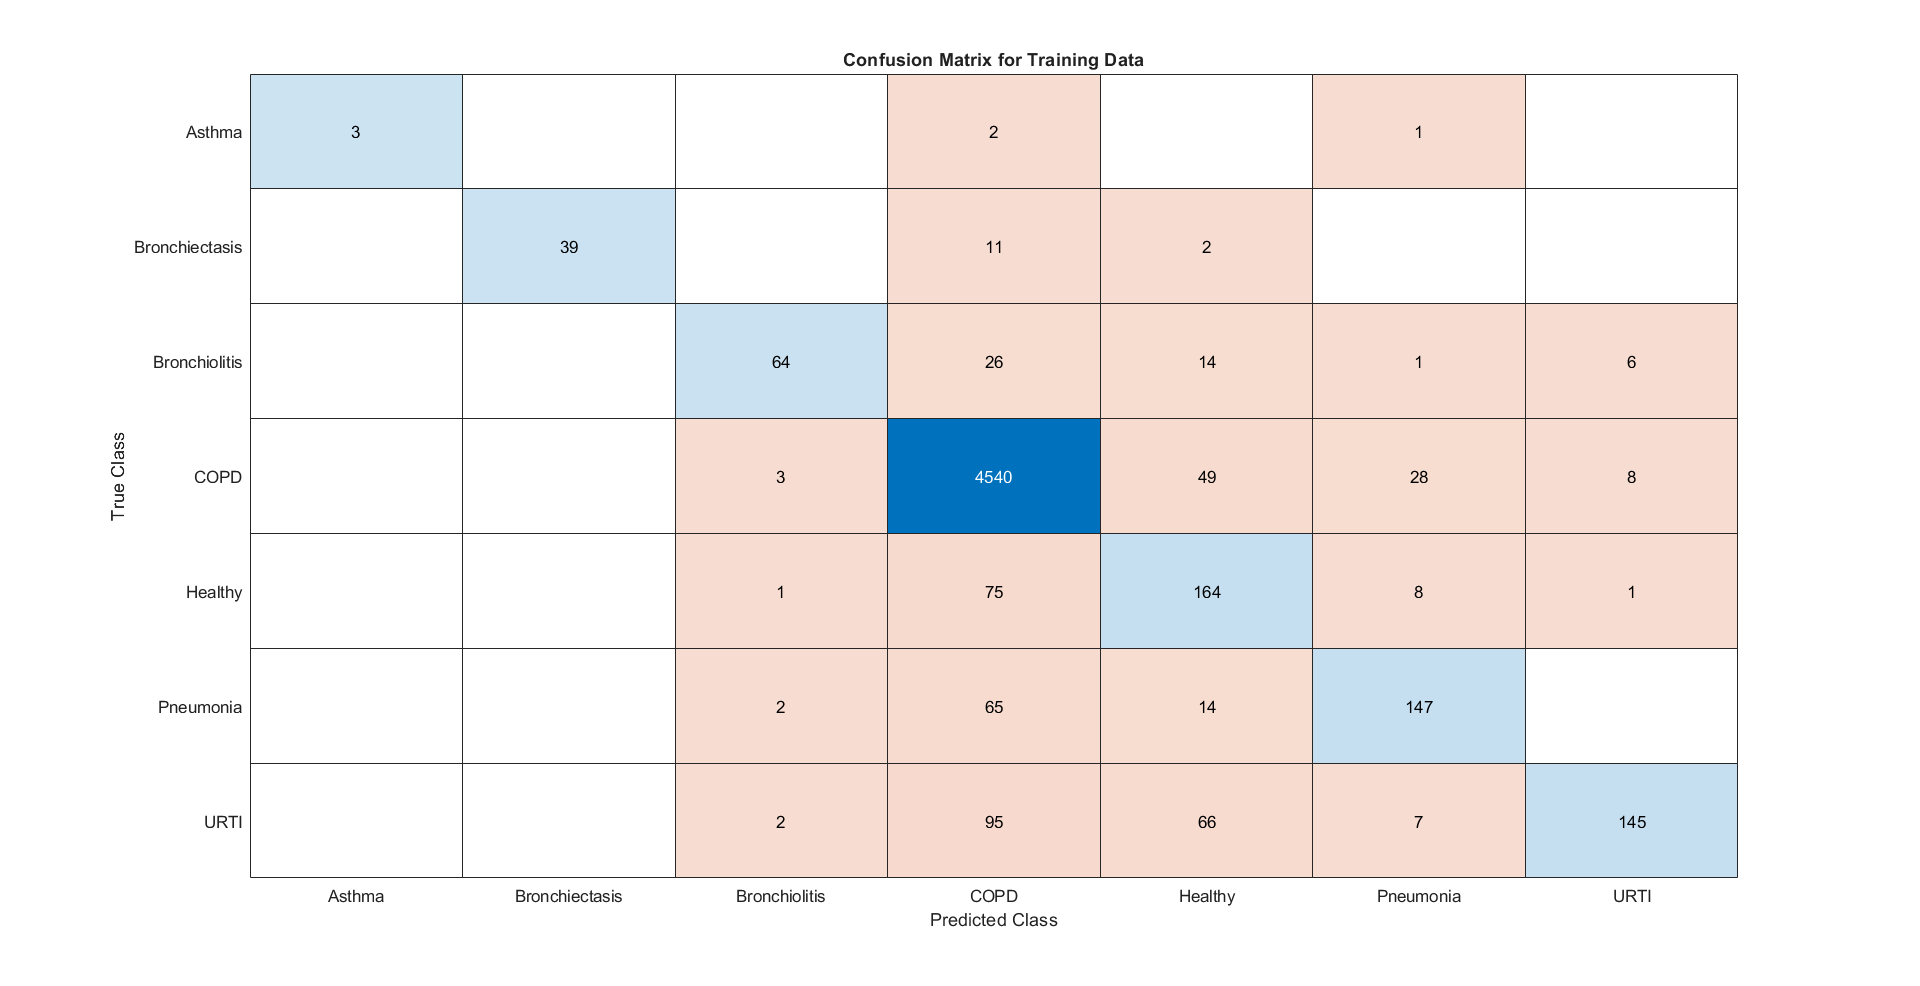 Confusion Matrix for Training Data
True Class
Asthma 3 2 1
Bronchiectasis 39 11 2
Bronchiolitis 64 26 14 1 6
COPD 3 4540 49 28 8
Healthy 1 75 164 8 1
Pneumonia 2 65 14 147
URTI 2 95 66 7 145
Asthma Bronchiectasis Bronchiolitis COPD Healthy Pneumonia URTI
Predicted Class